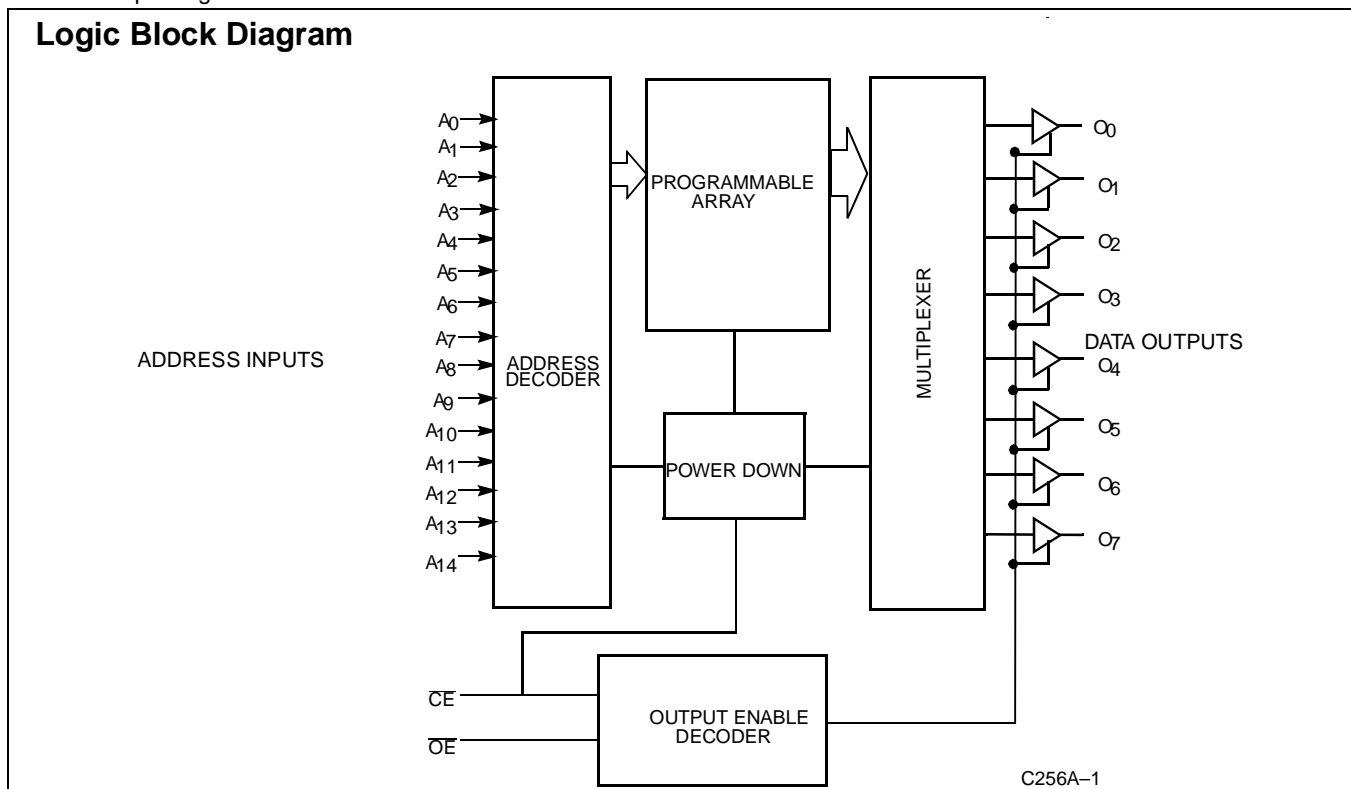 Logic Block Diagram
A0
A1
A2
A3
A4
A5
A6
A7
A8
A9
A10
A11
A12
A13
A14
ADDRESS INPUTS
ADDRESS
DECODER
PROGRAMMABLE
ARRAY
POWER DOWN
MULTIPLEXER
O0
O1
O2
O3
DATA OUTPUTS
O4
O5
O6
O7
CE
OE
OUTPUT ENABLE
DECODER
C256A–1